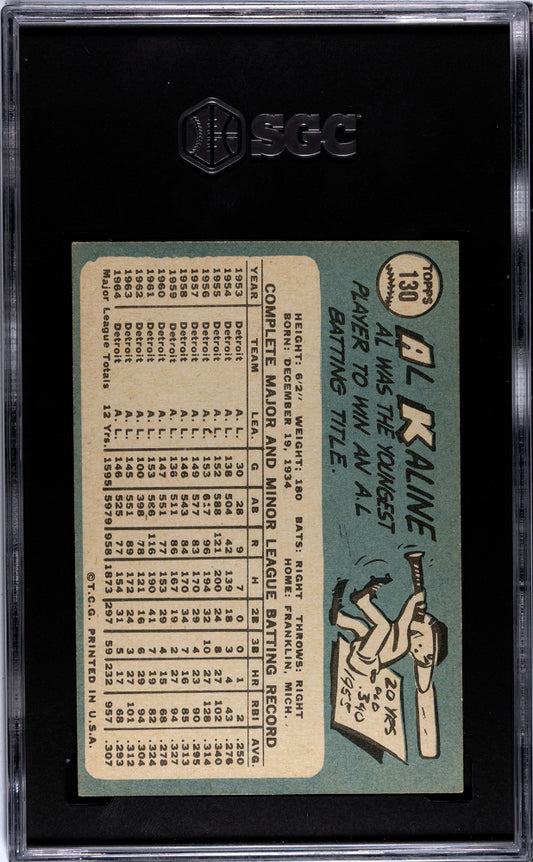 SGC
TOPPS
130
AL KALINE
AL WAS THE YOUNGEST
PLAYER TO WIN AN A L
BATTING TITLE.
20 YRS
OLD
.340
1955
HEIGHT: 6'2" WEIGHT: 180 BATS: RIGHT THROWS: RIGHT
BORN: DECEMBER 19, 1934 HOME: FRANKLIN, MICH.
COMPLETE MAJOR AND MINOR LEAGUE BATTING RECORD
YEAR TEAM LEA. G AB R H 2B 3B HR RBI AVG.
1953 Detroit A. L. 30 28 9 7 0 0 1 2 .250
1954 Detroit A. L. 138 504 42 139 18 3 4 43 .276
1955 Detroit A. L. 152 588 121 200 24 8 27 102 .340
1956 Detroit A. L. 153 617 96 194 32 10 27 128 .314
1957 Detroit A. L. 149 577 83 170 29 4 23 90 .295
1958 Detroit A. L. 146 543 84 170 34 7 16 85 .313
1959 Detroit A. L. 136 511 86 167 19 2 27 94 .327
1960 Detroit A. L. 147 551 77 153 29 4 15 68 .278
1961 Detroit A. L. 153 586 116 190 41 7 19 82 .324
1962 Detroit A. L. 100 398 78 121 16 6 29 94 .304
1963 Detroit A. L. 145 551 89 172 24 3 27 101 .312
1964 Detroit A. L. 146 525 77 154 31 5 17 68 .293
Major League Totals 12 Yrs. 1595 5979 958 1873 297 59 232 957 .307
©T.C.G. PRINTED IN U.S.A.